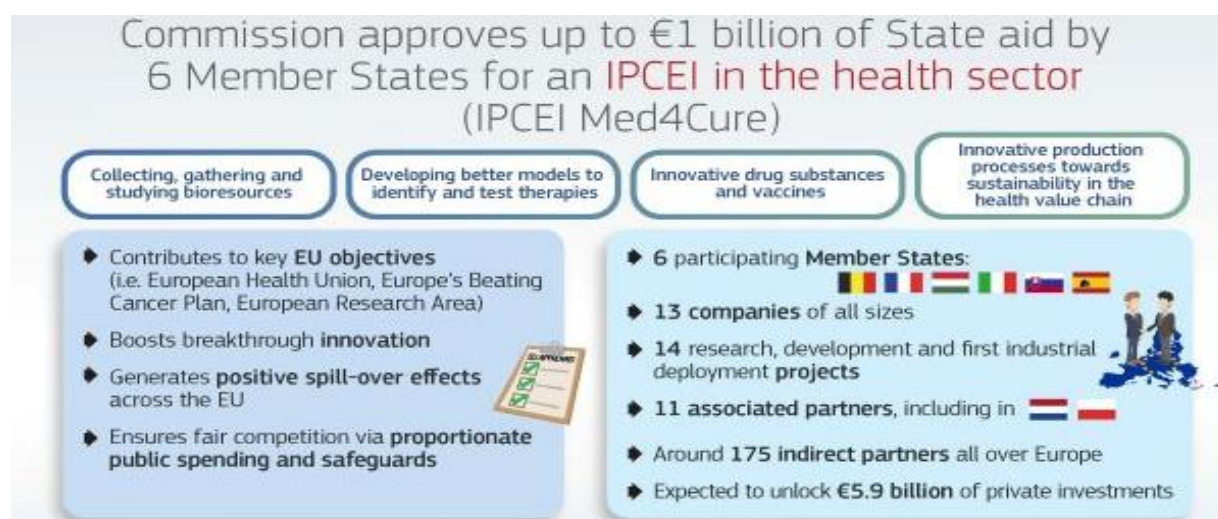 Commission approves up to €1 billion of State aid by
6 Member States for an IPCEI in the health sector
(IPCEI Med4Cure)
Collecting, gathering and
studying bioresources
Developing better models to
identify and test therapies
Innovative drug substances
and vaccines
Innovative production
processes towards
sustainability in the
health value chain
Contributes to key EU objectives
(i.e. European Health Union, Europe's Beating
Cancer Plan, European Research Area)
Boosts breakthrough innovation
Generates positive spill-over effects
across the EU
Ensures fair competition via proportionate
public spending and safeguards
6 participating Member States:
13 companies of all sizes
14 research, development and first industrial
deployment projects
11 associated partners, including in
Around 175 indirect partners all over Europe
Expected to unlock €5.9 billion of private investments